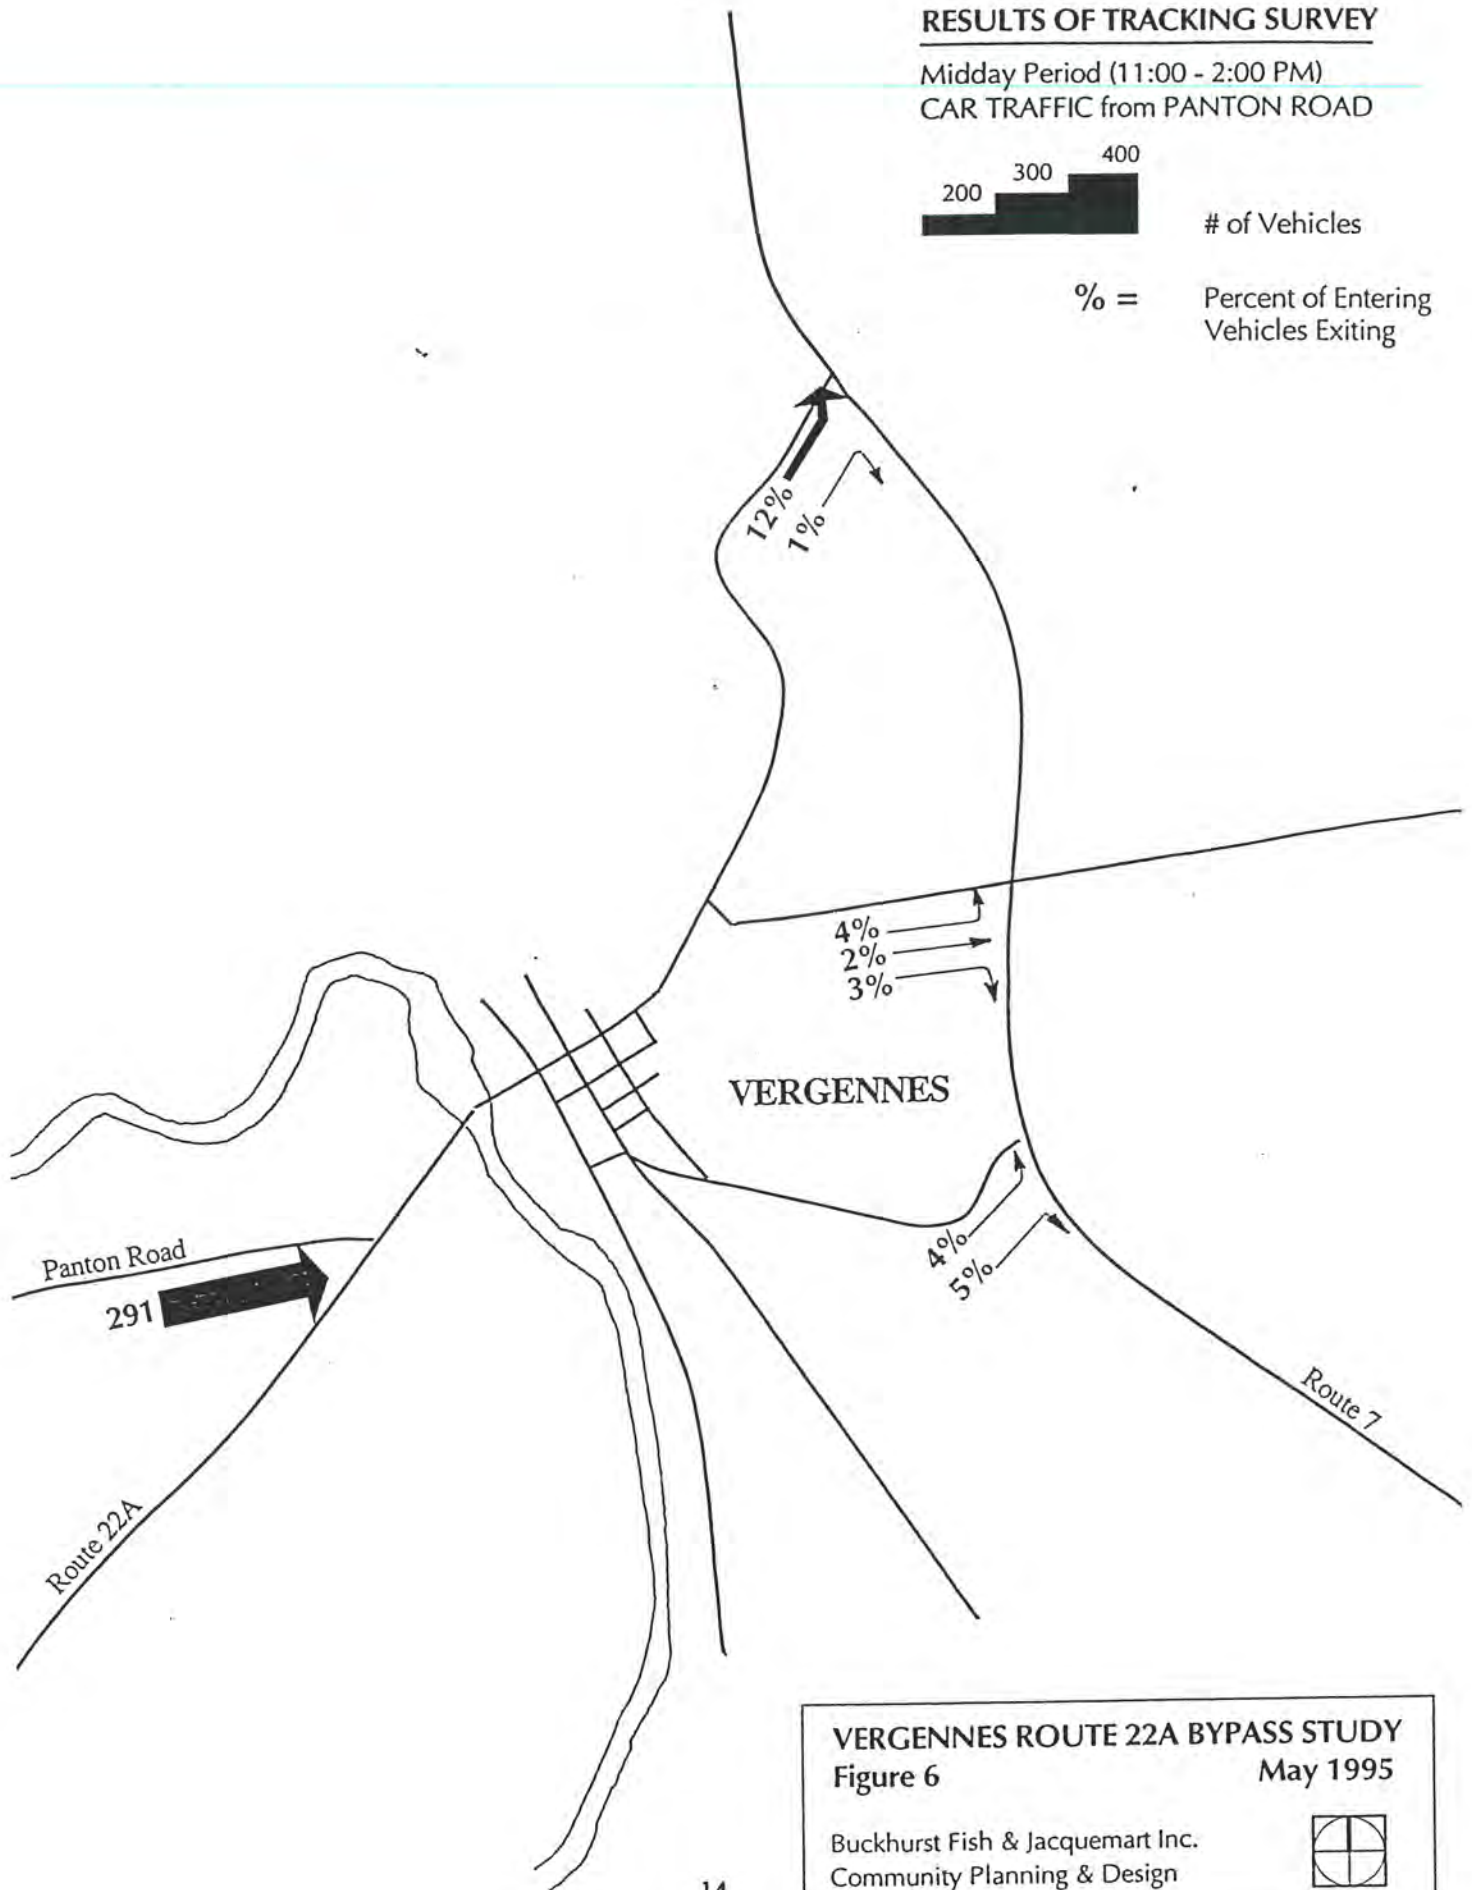 RESULTS OF TRACKING SURVEY
Midday Period (11:00 - 2:00 PM)
CAR TRAFFIC from PANTON ROAD
200
300
400
# of Vehicles
% =
Percent of Entering
Vehicles Exiting
12%
1%
4%
2%
3%
VERGENNES
4%
5%
Panton Road
291
Route 7
Route 22A
VERGENNES ROUTE 22A BYPASS STUDY
Figure 6 May 1995
Buckhurst Fish & Jacquemart Inc.
Community Planning & Design
14